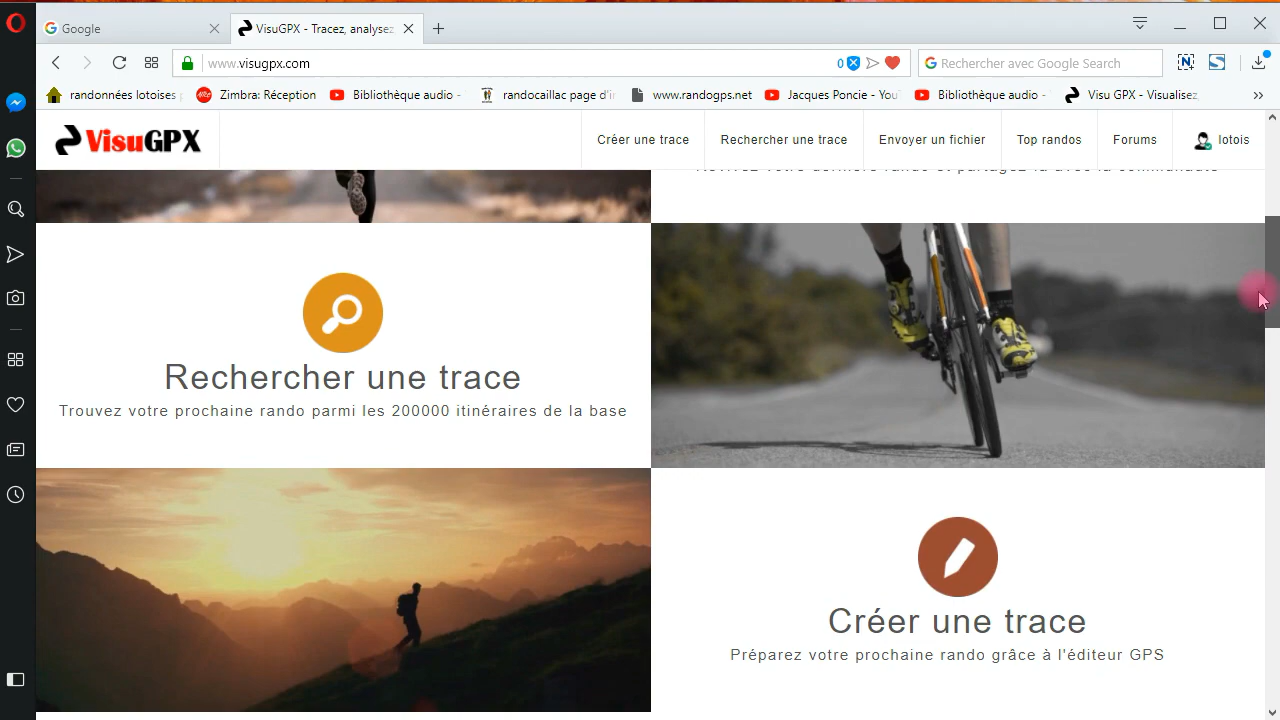 Google
VisuGPX - Tracez, analysez
www.visugpx.com
0
Rechercher avec Google Search
randonnées lotoises
Zimbra: Réception
Bibliothèque audio -
randocaillac page d'in
www.randogps.net
Jacques Poncie - You
Bibliothèque audio -
Visu GPX - Visualisez
VisuGPX
Créer une trace
Rechercher une trace
Envoyer un fichier
Top randos
Forums
lotois
Rechercher une trace
Trouvez votre prochaine rando parmi les 200000 itinéraires de la base
Créer une trace
Préparez votre prochaine rando grâce à l'éditeur GPS